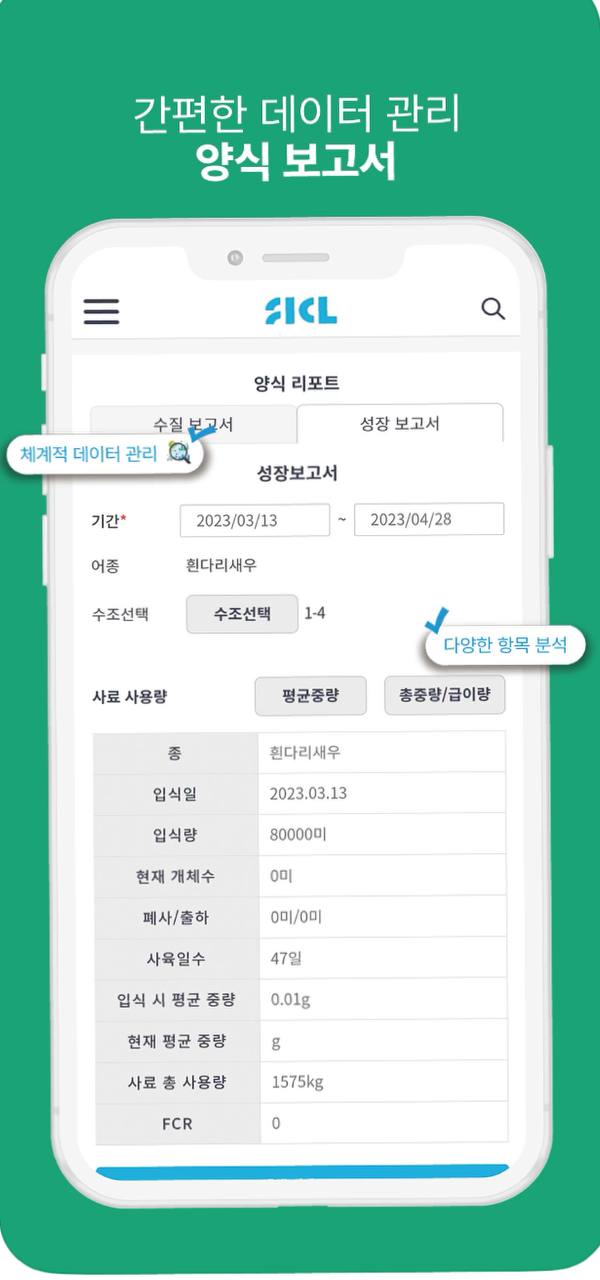 간편한 데이터 관리
양식 보고서
SICL
양식 리포트
수질 보고서
성장 보고서
체계적 데이터 관리
성장보고서
기간* 2023/03/13 ~ 2023/04/28
어종 흰다리새우
수조선택 수조선택 1-4
다양한 항목 분석
사료 사용량 평균중량 총중량/급이량
종 흰다리새우
입식일 2023.03.13
입식량 80000미
현재 개체수 0미
폐사/출하 0미/0미
사육일수 47일
입식 시 평균 중량 0.01g
현재 평균 중량 g
사료 총 사용량 1575kg
FCR 0